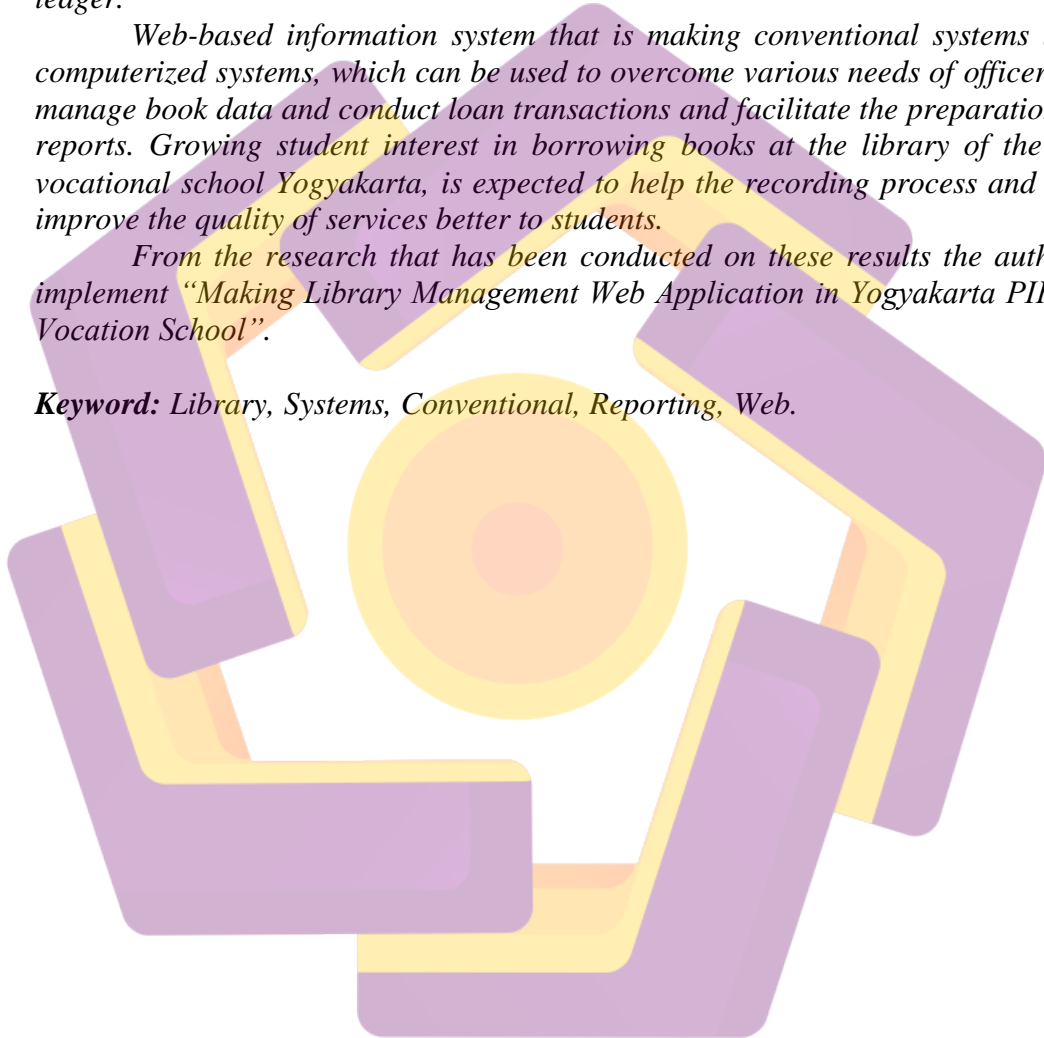 ledger.
Web-based information system that is making conventional systems
computerized systems, which can be used to overcome various needs of officer
manage book data and conduct loan transactions and facilitate the preparation
reports. Growing student interest in borrowing books at the library of the
vocational school Yogyakarta, is expected to help the recording process and
improve the quality of services better to students.
From the research that has been conducted on these results the auth
implement “Making Library Management Web Application in Yogyakarta
Vocation School”.
Keyword: Library, Systems, Conventional, Reporting, Web.